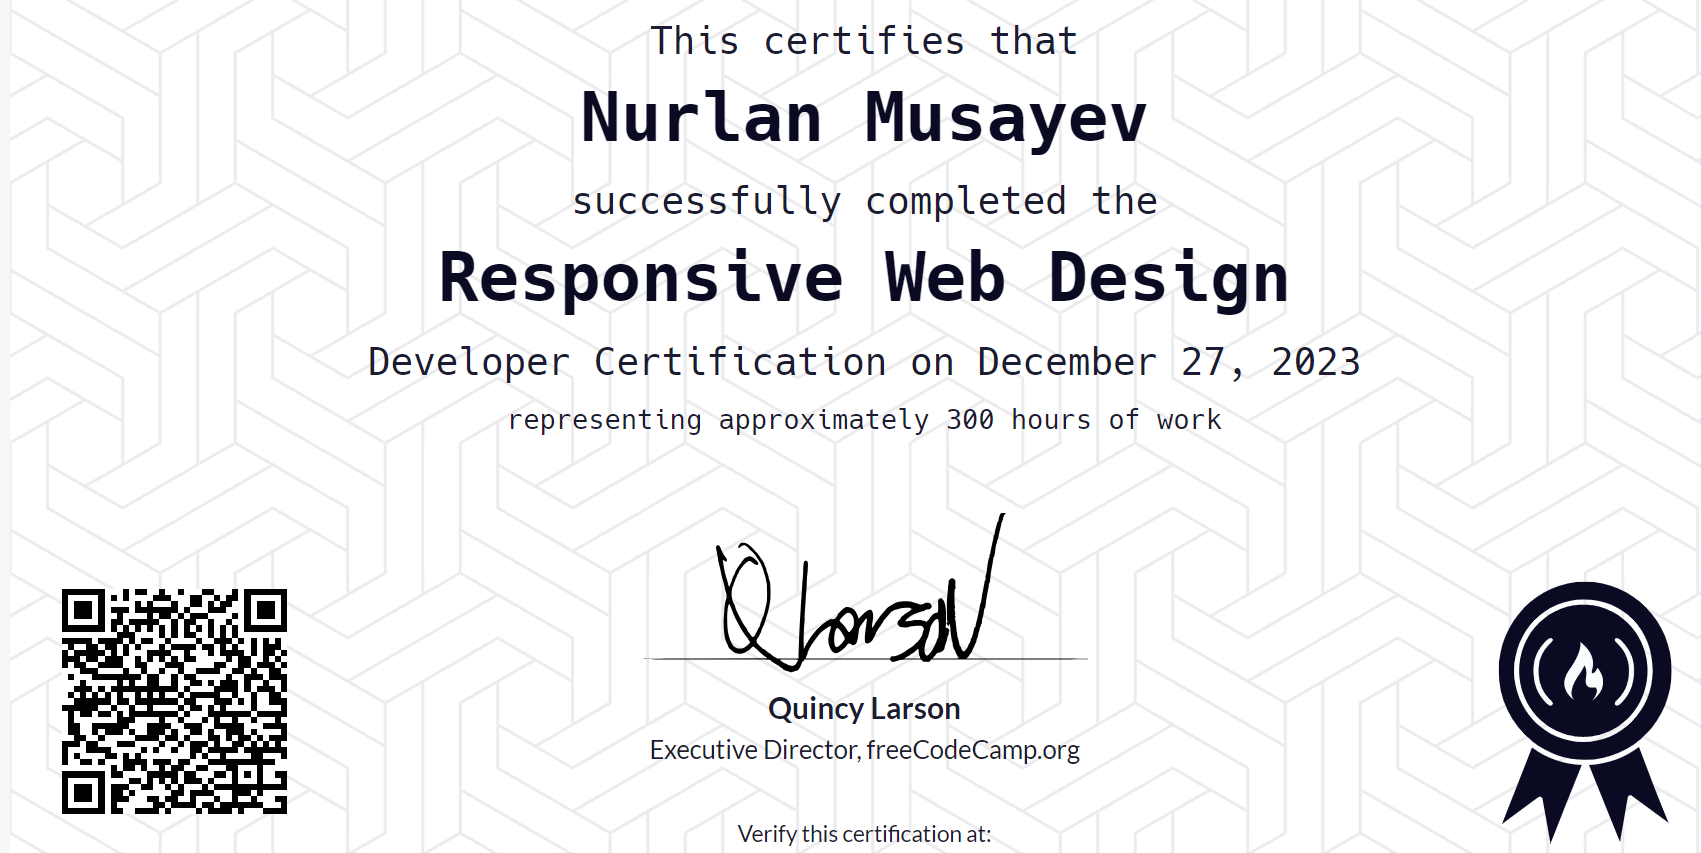 This certifies that
Nurlan Musayev
successfully completed the
Responsive Web Design
Developer Certification on December 27, 2023
representing approximately 300 hours of work
Q Larson
Quincy Larson
Executive Director, freeCodeCamp.org
Verify this certification at: